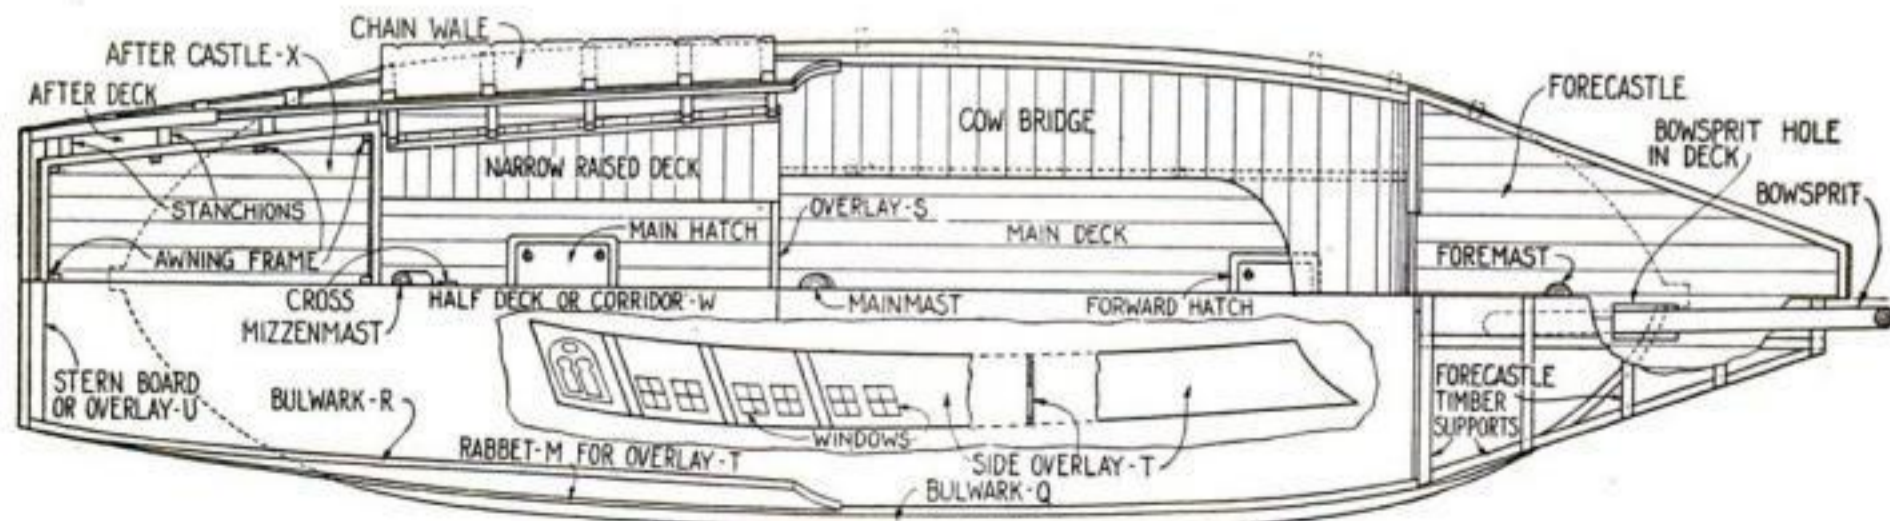 CHAIN WALE
AFTER CASTLE-X
AFTER DECK
FORECASTLE
BOWSPRIT HOLE
IN DECK
BOWSPRIT
COW BRIDGE
NARROW RAISED DECK
STANCHIONS
OVERLAY-S
MAIN HATCH
MAIN DECK
AWNING FRAME
FOREMAST
CROSS
HALF DECK OR CORRIDOR-W
MAINMAST
FORWARD HATCH
MIZZENMAST
STERN BOARD
OR OVERLAY-U
BULWARK-R
FORECASTLE
TIMBER
SUPPORTS
WINDOWS
RABBET-M FOR OVERLAY-T
SIDE OVERLAY-T
BULWARK-Q